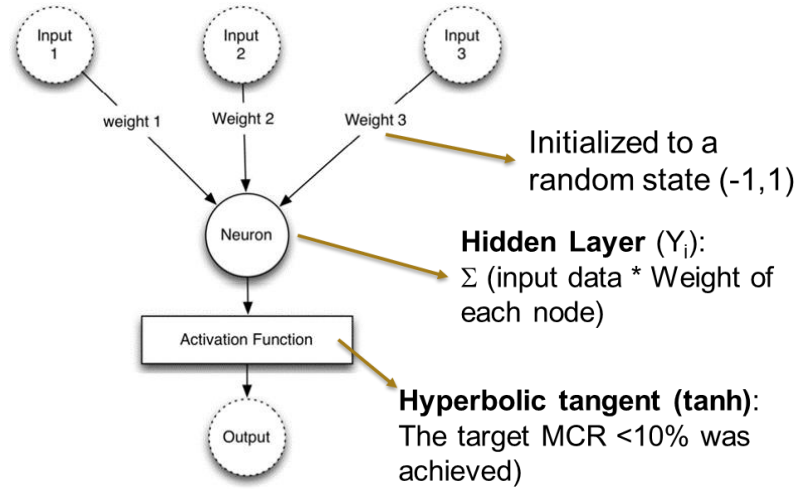 Input
1
Input
2
Input
3
weight 1
Weight 2
Weight 3
Initialized to a
random state (-1,1)
Neuron
Hidden Layer (Yi):
Σ (input data * Weight of
each node)
Activation Function
Hyperbolic tangent (tanh):
The target MCR <10% was
achieved)
Output